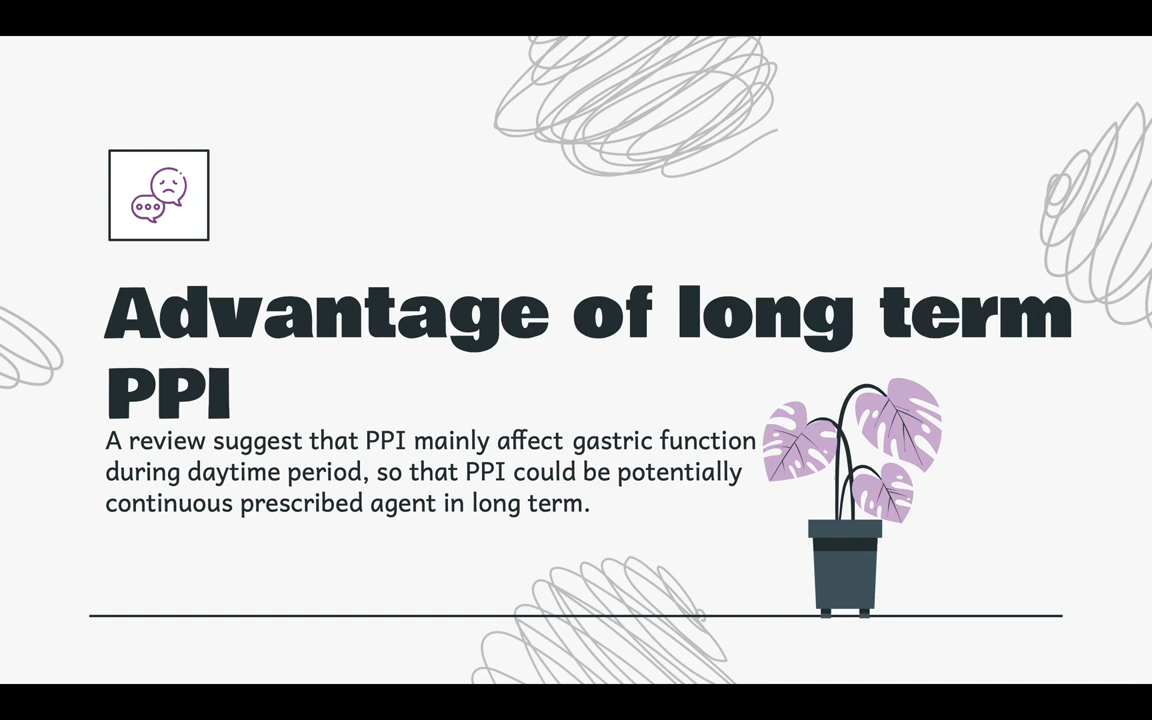 Advantage of long term
PPI
A review suggest that PPI mainly affect gastric function
during daytime period, so that PPI could be potentially
continuous prescribed agent in long term.